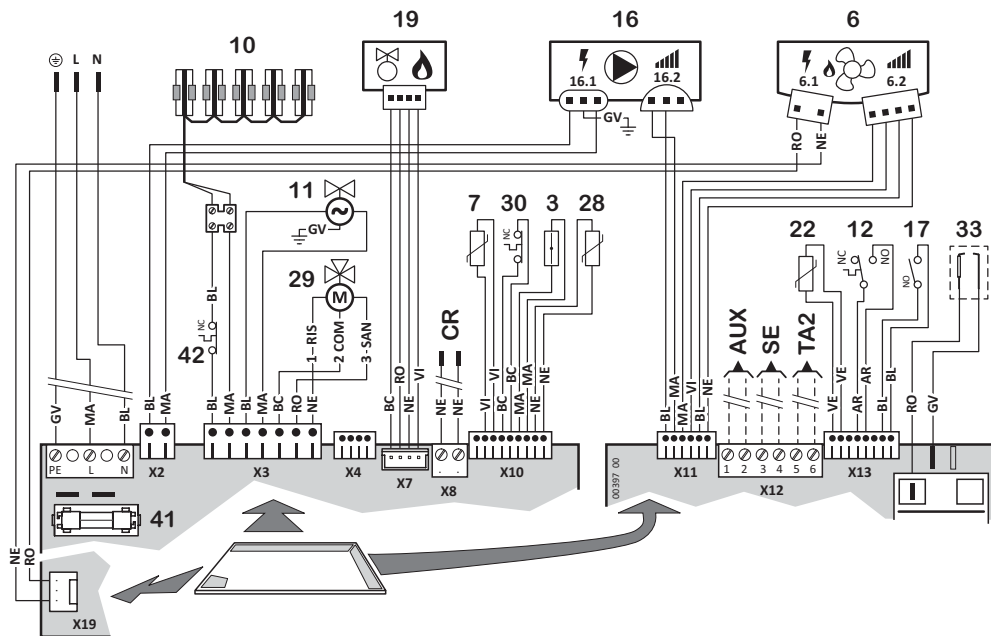 19 16 6
L N 10
16.1 16.2 6.1 6.2
GV
RO NE
11 7 30 3 28
GV
NC
22 12 17 33
NC NO
NO
29
M
BL
NC
42
1 – RIS
2 COM
3 - SAN
CR
AUX
SE
TA2
GV MA BL
BL MA
BL MA BL MA BC RO NE
BC RO NE VI
NE NE
VI VI BC BC MA MA NE NE
BL MA MA VI BL NE
VE VE AR AR BL BL
RO GV
PE L N
X2 X3 X4 X7 X8 X10
X11
1 2 3 4 5 6
X12 X13
00397 00
41
NE RO
X19